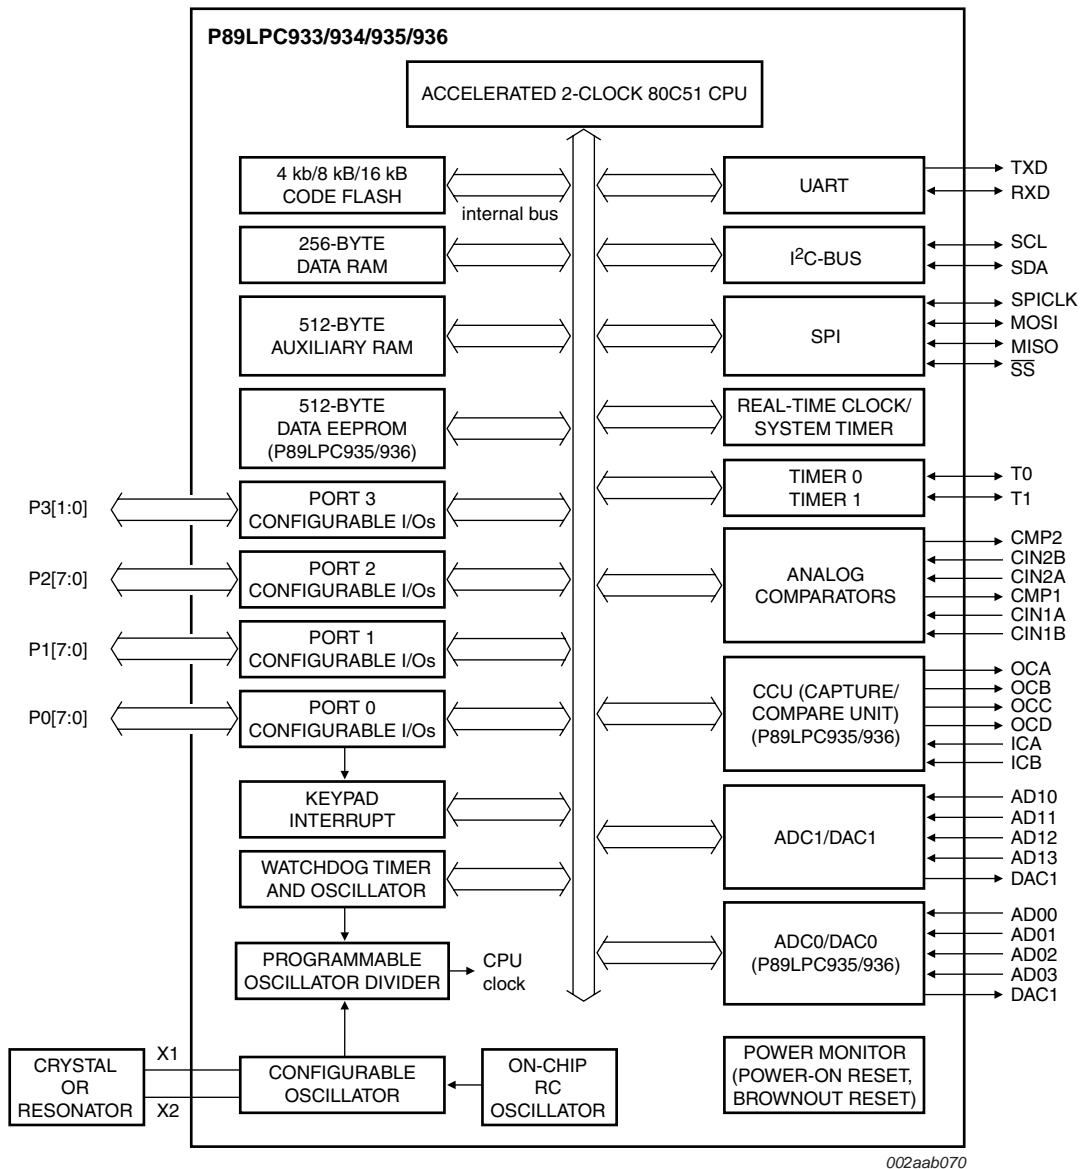 P89LPC933/934/935/936
ACCELERATED 2-CLOCK 80C51 CPU
4 kb/8 kB/16 kB
CODE FLASH
internal bus
256-BYTE
DATA RAM
512-BYTE
AUXILIARY RAM
512-BYTE
DATA EEPROM
(P89LPC935/936)
P3[1:0]
PORT 3
CONFIGURABLE I/Os
P2[7:0]
PORT 2
CONFIGURABLE I/Os
P1[7:0]
PORT 1
CONFIGURABLE I/Os
P0[7:0]
PORT 0
CONFIGURABLE I/Os
KEYPAD
INTERRUPT
WATCHDOG TIMER
AND OSCILLATOR
PROGRAMMABLE
OSCILLATOR DIVIDER
CPU
clock
CRYSTAL
OR
RESONATOR
X1
X2
CONFIGURABLE
OSCILLATOR
ON-CHIP
RC
OSCILLATOR
UART
TXD
RXD
I²C-BUS
SCL
SDA
SPI
SPICLK
MOSI
MISO
SS
REAL-TIME CLOCK/
SYSTEM TIMER
TIMER 0
TIMER 1
T0
T1
ANALOG
COMPARATORS
CMP2
CIN2B
CIN2A
CMP1
CIN1A
CIN1B
CCU (CAPTURE/
COMPARE UNIT)
(P89LPC935/936)
OCA
OCB
OCC
OCD
ICA
ICB
ADC1/DAC1
AD10
AD11
AD12
AD13
DAC1
ADC0/DAC0
(P89LPC935/936)
AD00
AD01
AD02
AD03
DAC1
POWER MONITOR
(POWER-ON RESET,
BROWNOUT RESET)
002aab070